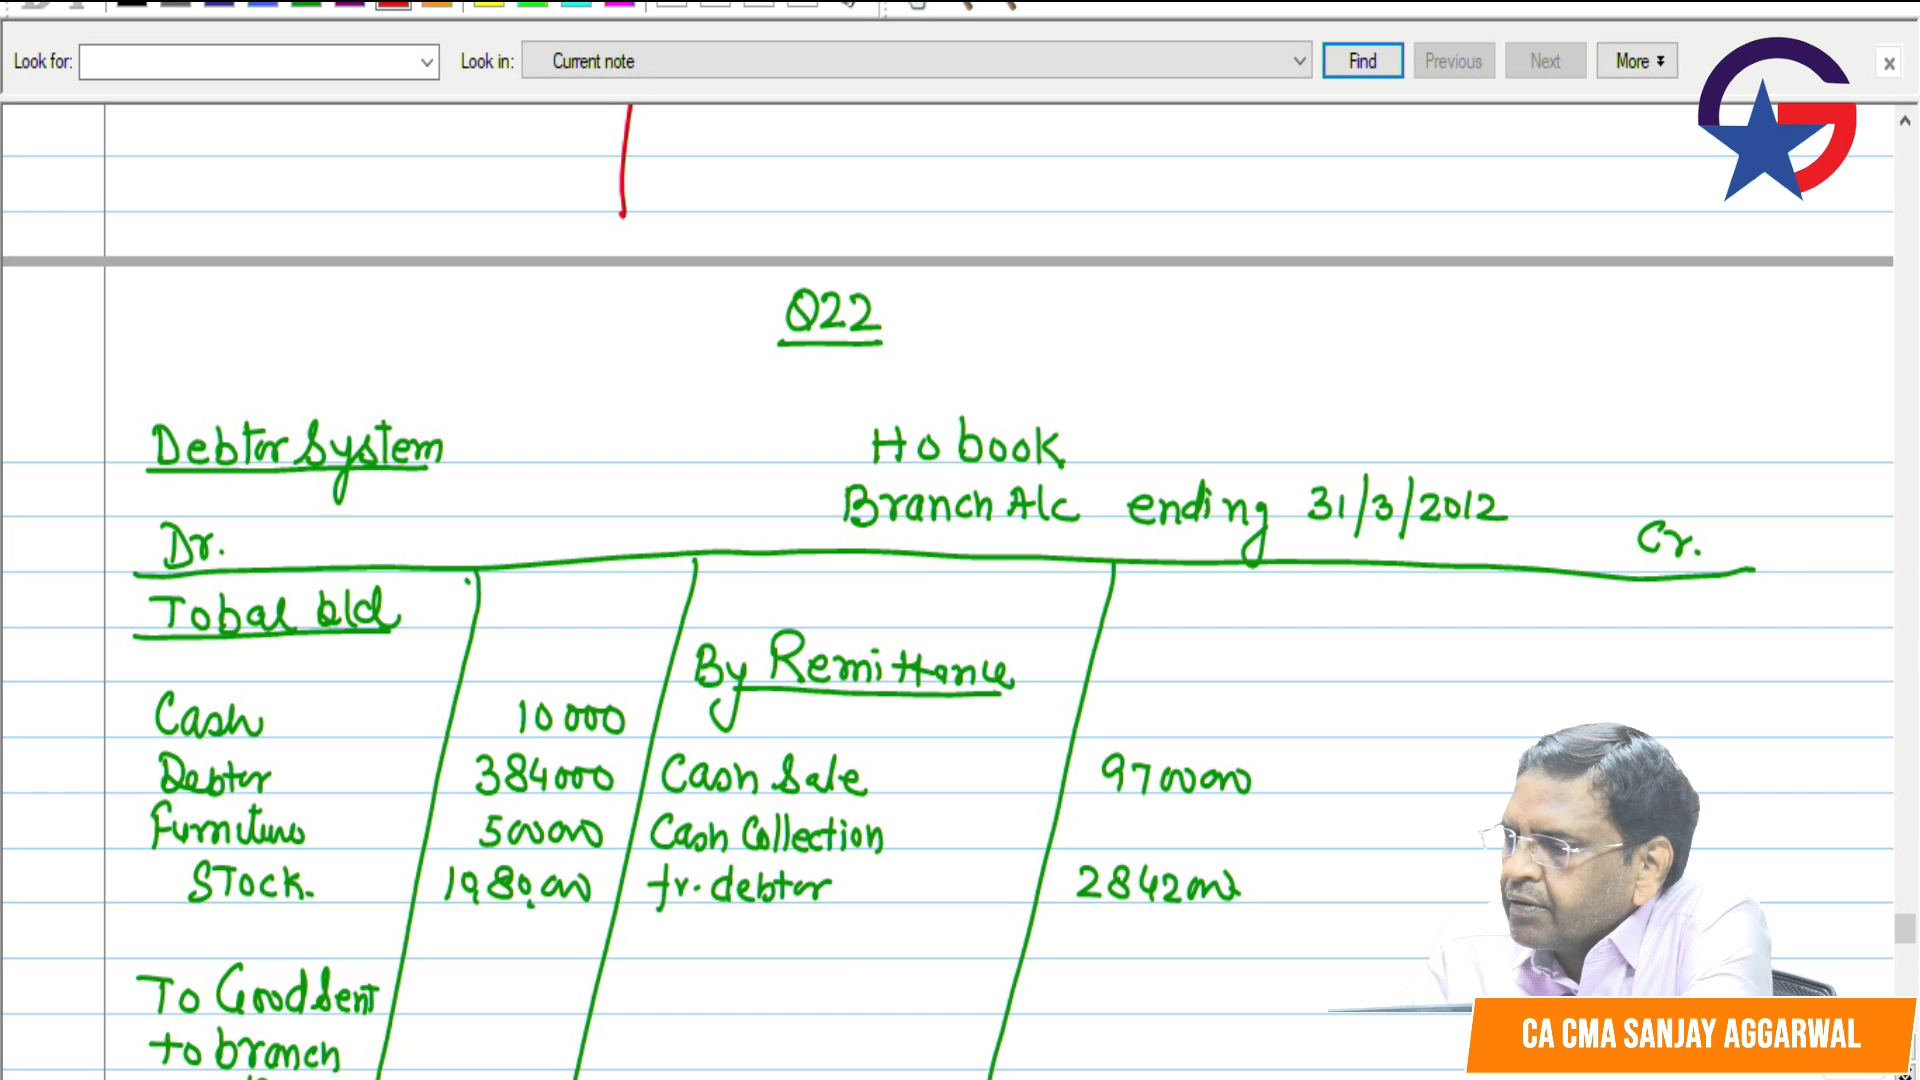 Look for:
Look in: Current note Find Previous Next More
Q22
Debtor System
Ho book
Branch A/c ending 31/3/2012
Dr. Cr.
To bal b/d
By Remittance
Cash 10000
Debtor 384000 Cash Sale 970000
Furniture 50000 Cash Collection
Stock. 198000 fr. debtor 2842000
To Good Sent
to branch
CA CMA SANJAY AGGARWAL